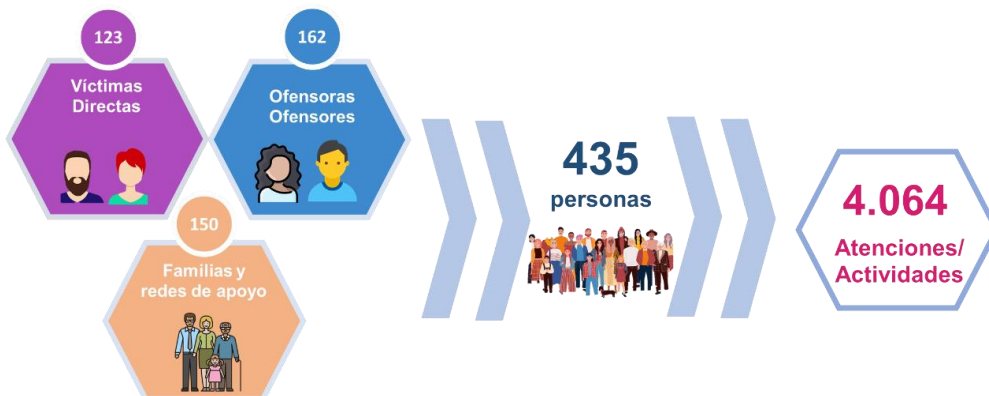 123
Víctimas
Directas
162
Ofensoras
Ofensores
150
Familias y
redes de apoyo
435
personas
4.064
Atenciones/
Actividades